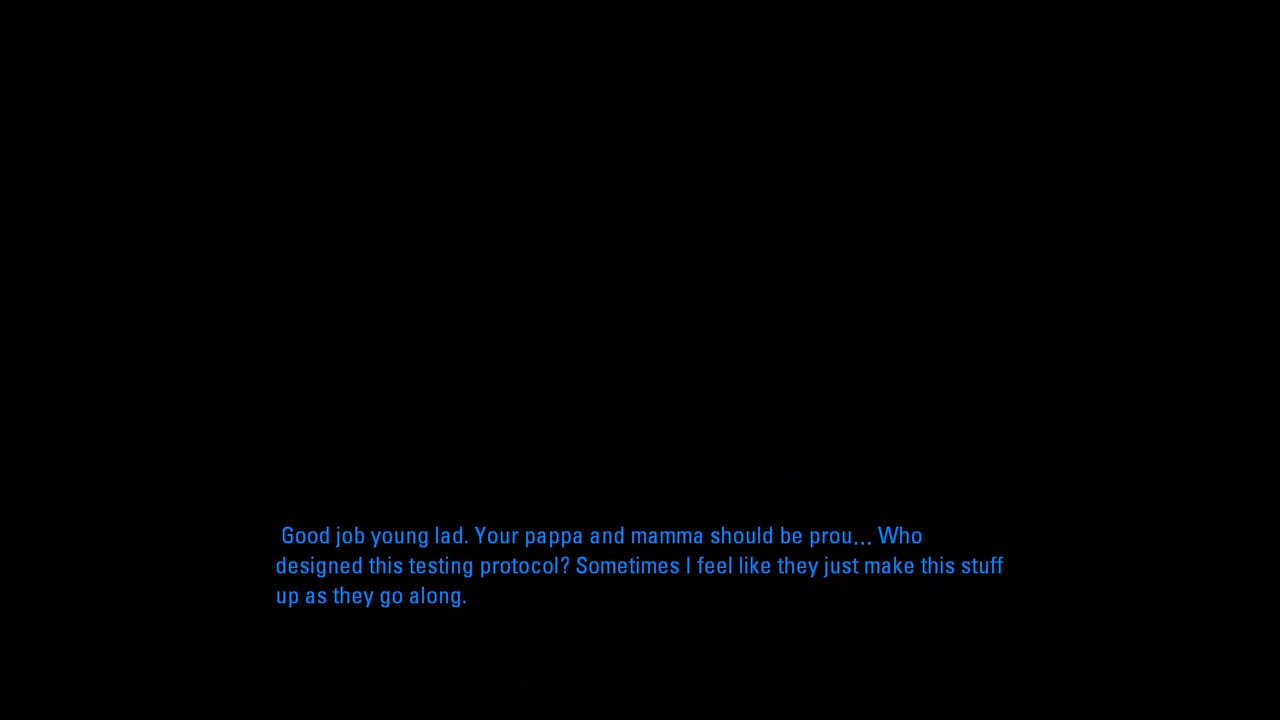 Good job young lad. Your pappa and mamma should be prou... Who
designed this testing protocol? Sometimes I feel like they just make this stuff
up as they go along.